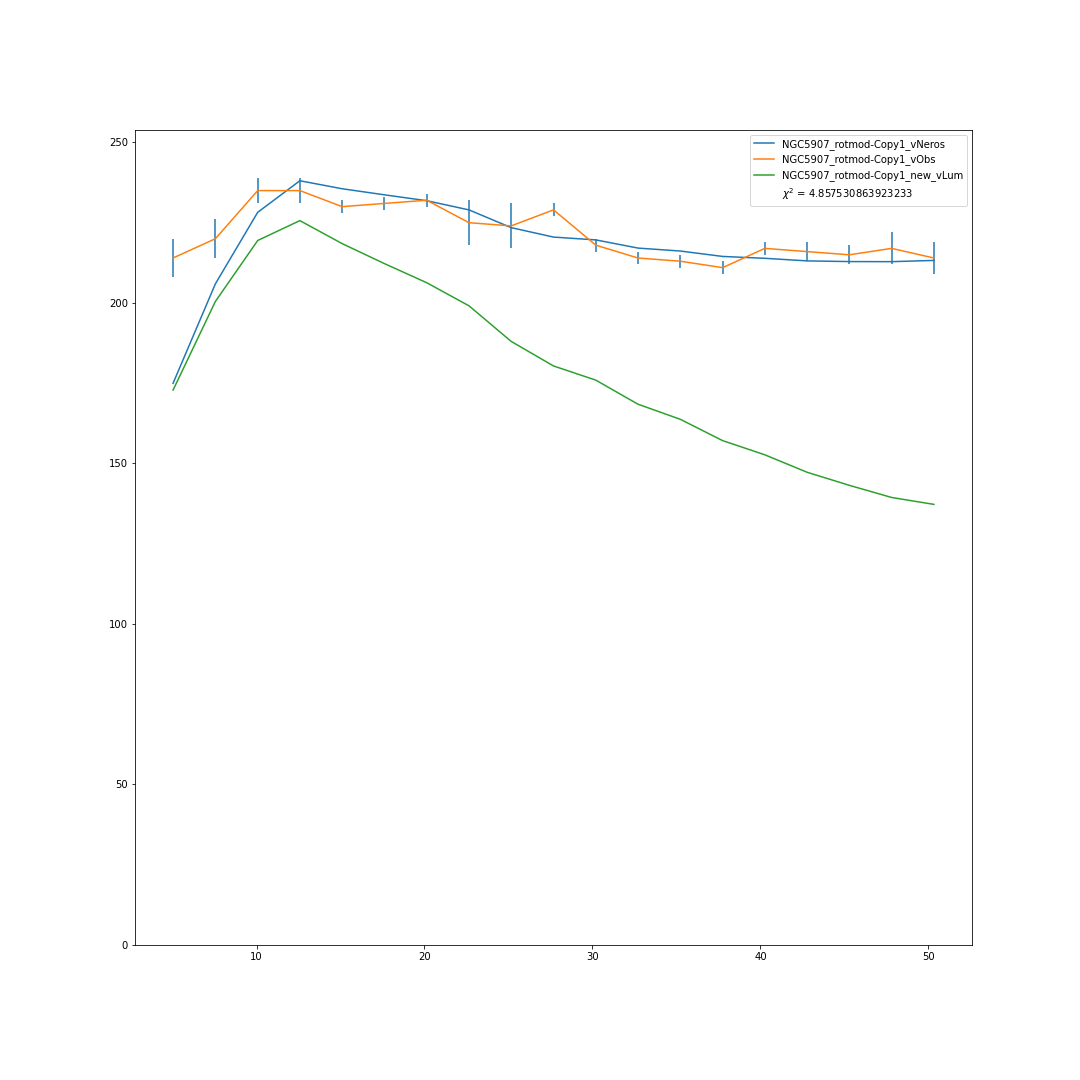 250
200
150
100
50
0
10 20 30 40 50
NGC5907_rotmod-Copy1_vNeros
NGC5907_rotmod-Copy1_vObs
NGC5907_rotmod-Copy1_new_vLum
χ² = 4.857530863923233